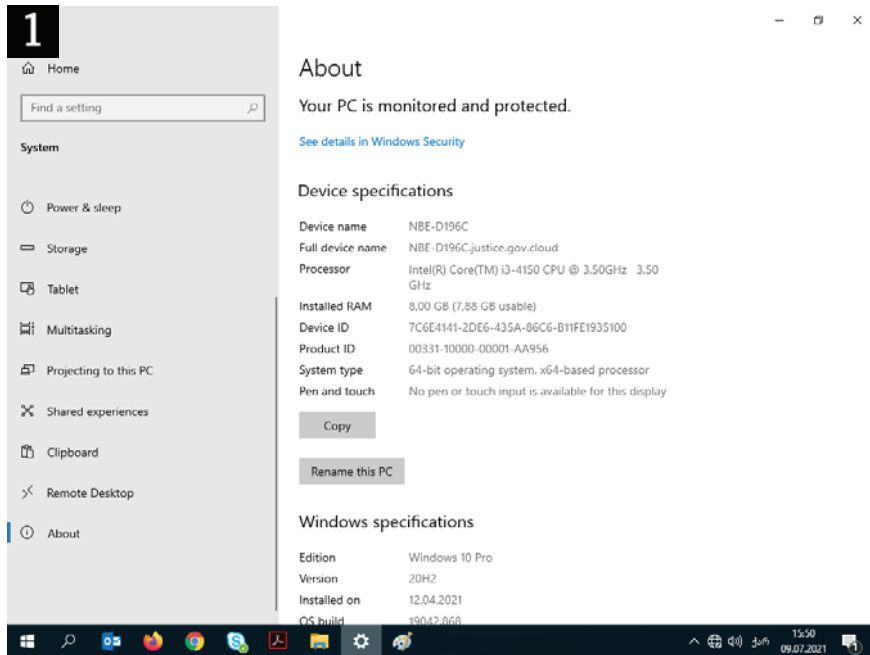 1
Home
Find a setting
System
Power & sleep
Storage
Tablet
Multitasking
Projecting to this PC
Shared experiences
Clipboard
Remote Desktop
About
About
Your PC is monitored and protected.
See details in Windows Security
Device specifications
Device name NBE-D196C
Full device name NBE-D196C.justice.gov.cloud
Processor Intel(R) Core(TM) i3-4150 CPU @ 3.50GHz 3.50
GHz
Installed RAM 8,00 GB (7,88 GB usable)
Device ID 7C6E4141-2DE6-435A-86C6-B11FE1935100
Product ID 00331-10000-00001-AA956
System type 64-bit operating system, x64-based processor
Pen and touch No pen or touch input is available for this display
Copy
Rename this PC
Windows specifications
Edition Windows 10 Pro
Version 20H2
Installed on 12.04.2021
OS build 19042.868
ქარ 15:50
09.07.2021
1